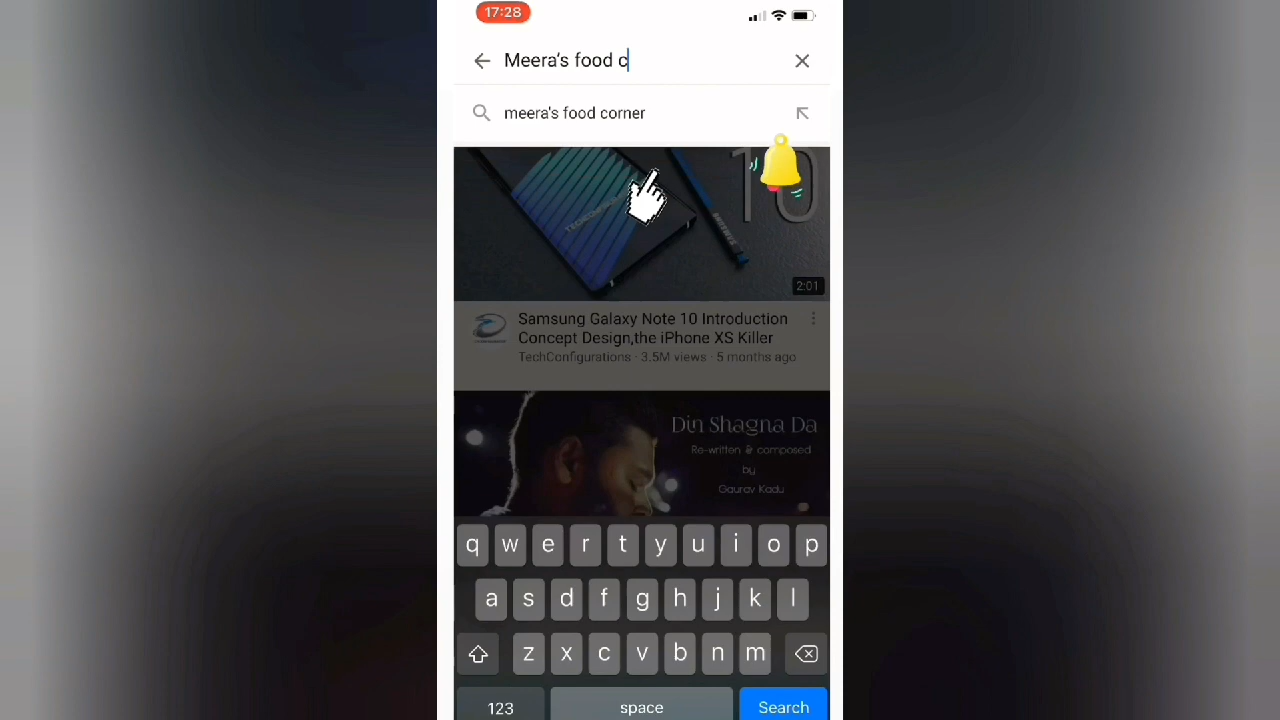 17:28
Meera's food c
meera's food corner
10
TECHCONFIGURATIONS
2:01
Samsung Galaxy Note 10 Introduction
Concept Design,the iPhone XS Killer
TechConfigurations · 3.5M views · 5 months ago
Din Shagna Da
Re-written & composed
by
Gaurav Kadu
q w e r t y u i o p
a s d f g h j k l
z x c v b n m
123 space Search